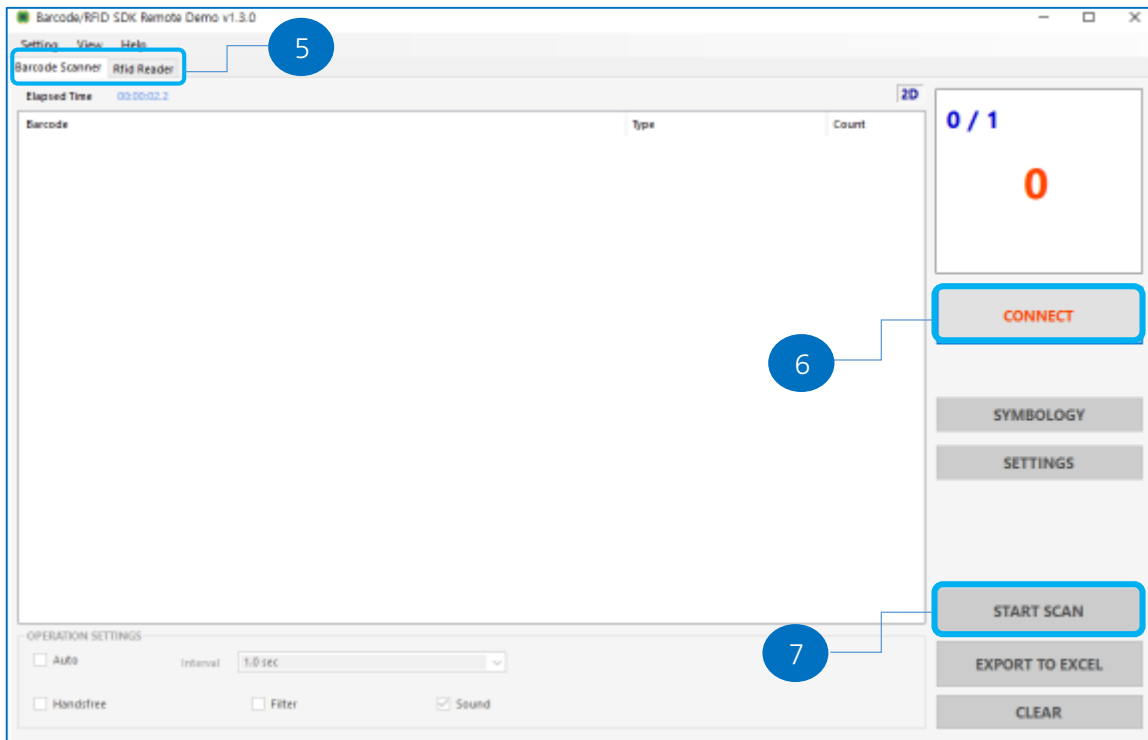 Barcode/RFID SDK Remote Demo v1.3.0
Setting View Help
5
Barcode Scanner Rfid Reader
Elapsed Time 00:00:02.2 2D
Barcode Type Count
0 / 1
0
CONNECT
6
SYMBOLOGY
SETTINGS
START SCAN
OPERATION SETTINGS
Auto Interval 1.0 sec
7
EXPORT TO EXCEL
Handsfree Filter Sound
CLEAR